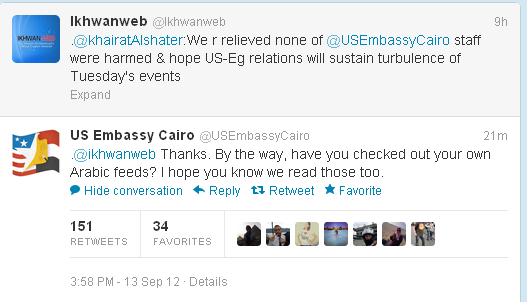 Ikhwanweb @Ikhwanweb 9h
.@khairatAlshater:We r relieved none of @USEmbassyCairo staff
were harmed & hope US-Eg relations will sustain turbulence of
Tuesday's events
Expand
US Embassy Cairo @USEmbassyCairo 21m
.@ikhwanweb Thanks. By the way, have you checked out your own
Arabic feeds? I hope you know we read those too.
Hide conversation Reply Retweet Favorite
151 34
RETWEETS FAVORITES
3:58 PM - 13 Sep 12 · Details